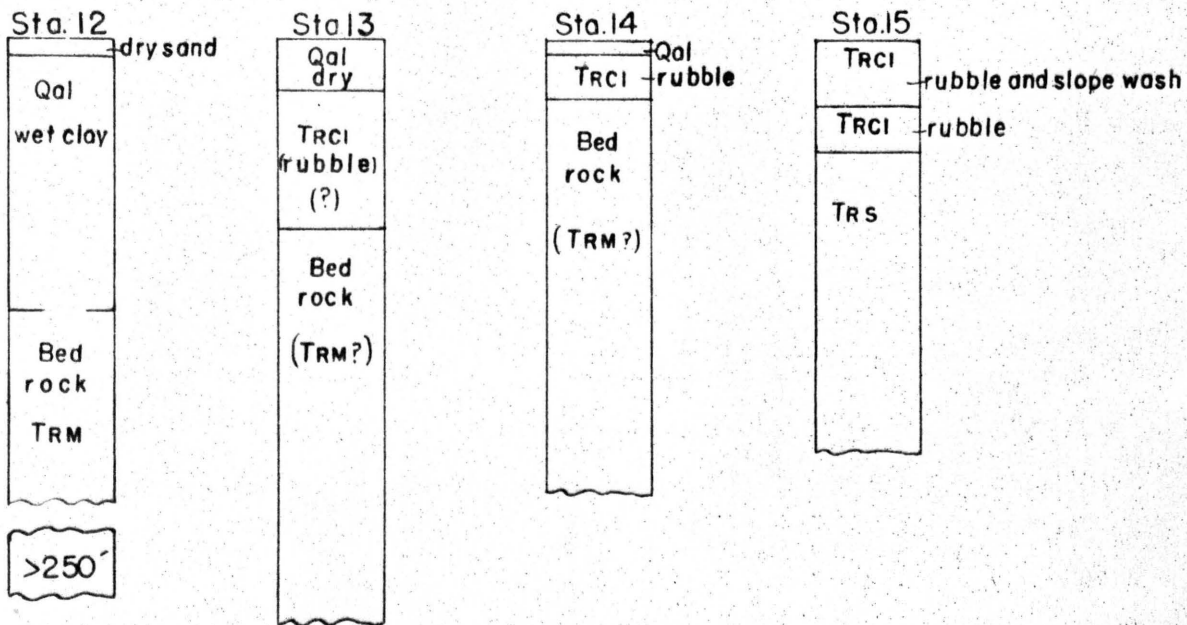 Sta. 12
dry sand
Qal
wet clay
Bed
rock
TRM
>250'
Sta.13
Qal
dry
TRCl
(rubble)
(?)
Bed
rock
(TRM?)
Sta.14
Qal
TRCl
rubble
Bed
rock
(TRM?)
Sta.15
TRCl
rubble and slope wash
TRCl
rubble
TRS